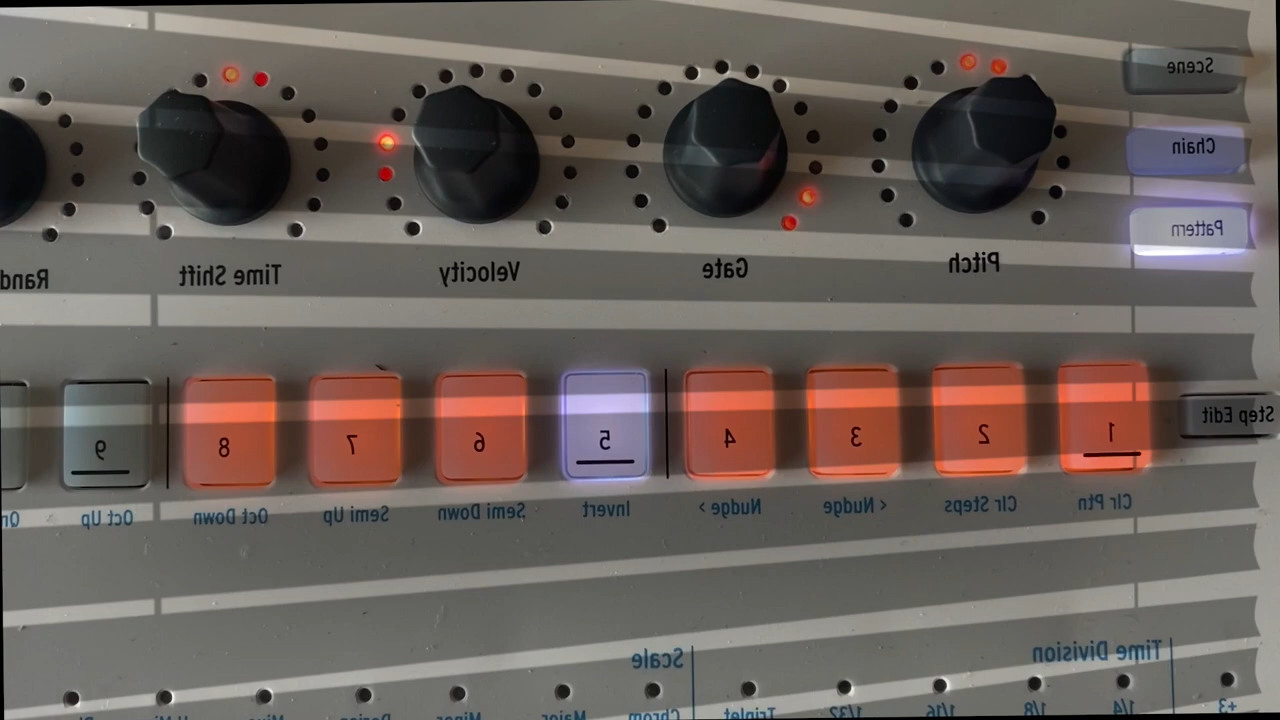 Scene
Chain
Pattern
Pitch
Gate
Velocity
Time Shift
Step Edit
1
2
3
4
5
6
7
8
9
Clr Ptn
Clr Steps
< Nudge
Nudge >
Invert
Semi Down
Semi Up
Oct Down
Oct Up
Time Division
Scale
+3
1/4
1/8
1/16
1/32
Triplet
Chrom
Major
Minor